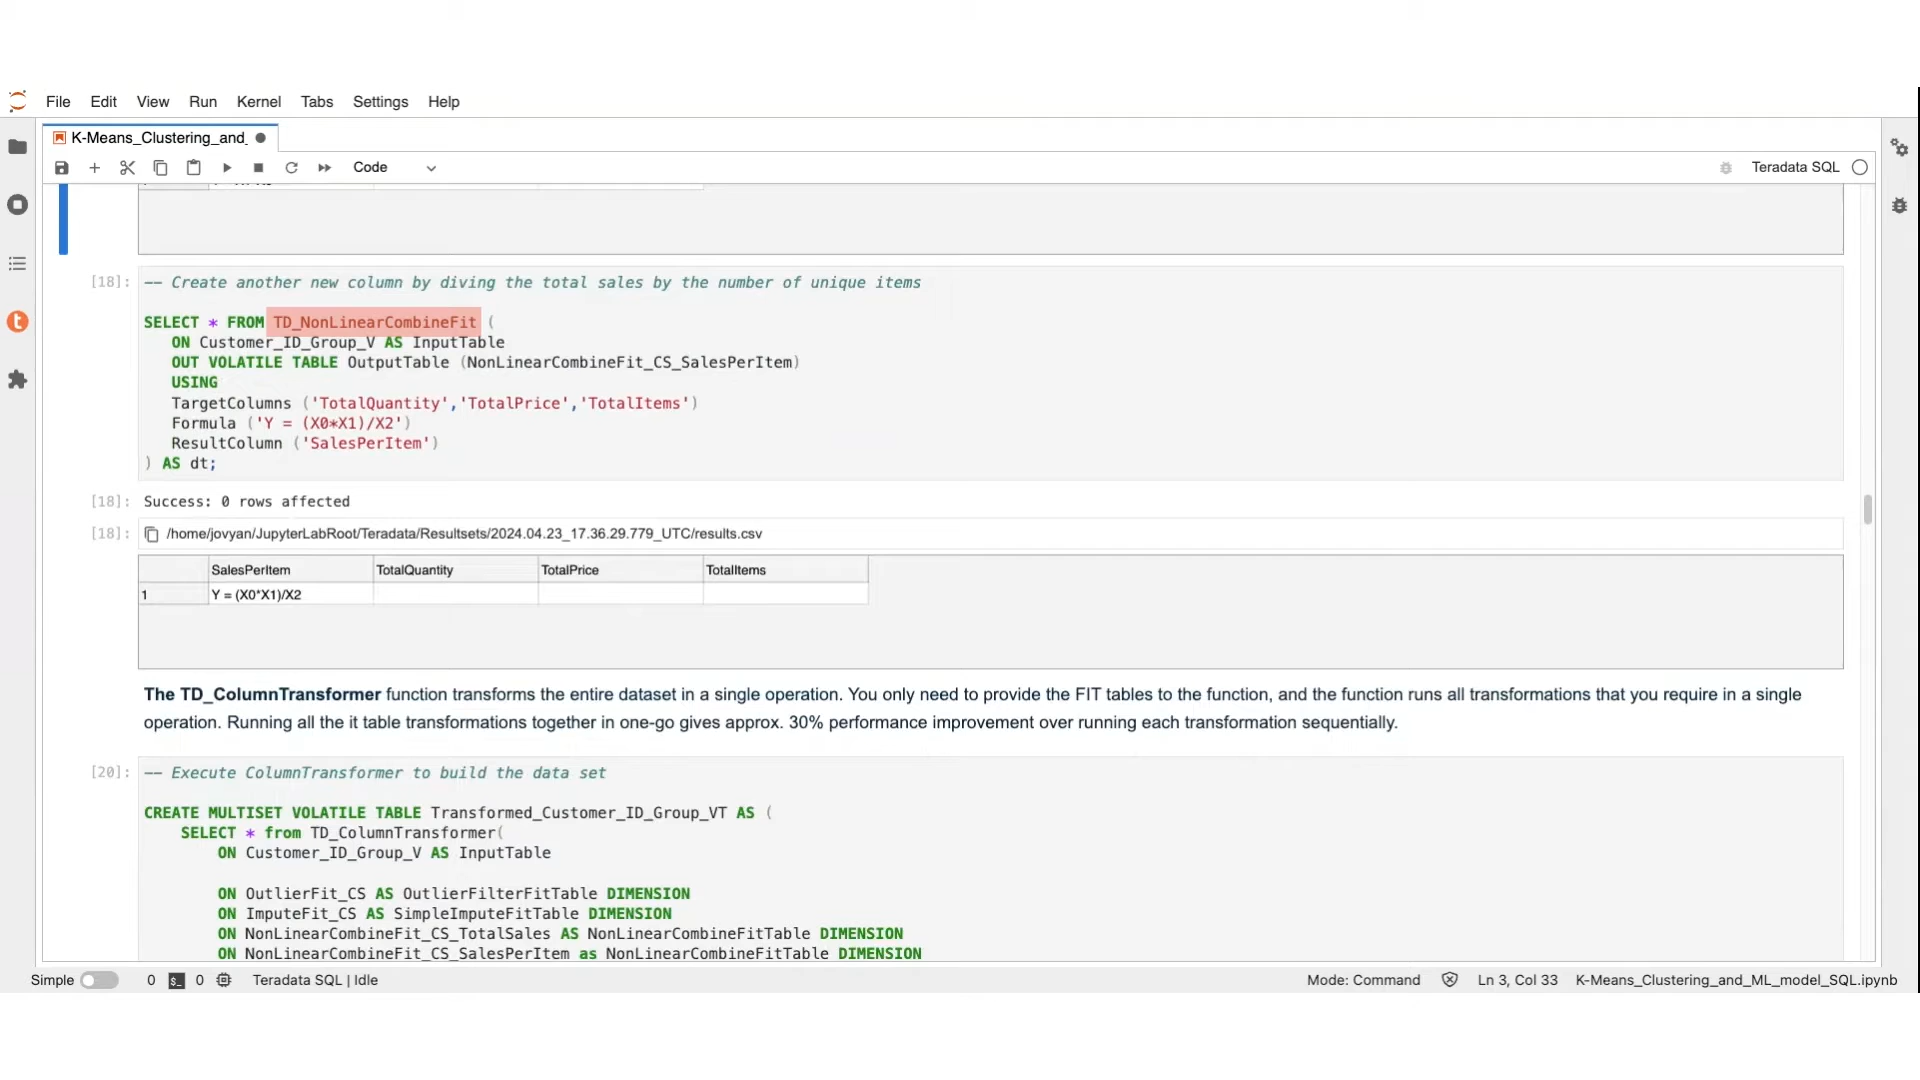 File Edit View Run Kernel Tabs Settings Help
K-Means_Clustering_and_
Code
Teradata SQL
[18]: -- Create another new column by diving the total sales by the number of unique items
SELECT * FROM TD_NonLinearCombineFit (
ON Customer_ID_Group_V AS InputTable
OUT VOLATILE TABLE OutputTable (NonLinearCombineFit_CS_SalesPerItem)
USING
TargetColumns ('TotalQuantity','TotalPrice','TotalItems')
Formula ('Y = (X0*X1)/X2')
ResultColumn ('SalesPerItem')
) AS dt;
[18]: Success: 0 rows affected
[18]: /home/jovyan/JupyterLabRoot/Teradata/Resultsets/2024.04.23_17.36.29.779_UTC/results.csv
SalesPerItem TotalQuantity TotalPrice TotalItems
1 Y = (X0*X1)/X2
The TD_ColumnTransformer function transforms the entire dataset in a single operation. You only need to provide the FIT tables to the function, and the function runs all transformations that you require in a single
operation. Running all the it table transformations together in one-go gives approx. 30% performance improvement over running each transformation sequentially.
[20]: -- Execute ColumnTransformer to build the data set
CREATE MULTISET VOLATILE TABLE Transformed_Customer_ID_Group_VT AS (
SELECT * from TD_ColumnTransformer(
ON Customer_ID_Group_V AS InputTable
ON OutlierFit_CS AS OutlierFilterFitTable DIMENSION
ON ImputeFit_CS AS SimpleImputeFitTable DIMENSION
ON NonLinearCombineFit_CS_TotalSales AS NonLinearCombineFitTable DIMENSION
ON NonLinearCombineFit_CS_SalesPerItem as NonLinearCombineFitTable DIMENSION
Simple 0 0 Teradata SQL | Idle Mode: Command Ln 3, Col 33 K-Means_Clustering_and_ML_model_SQL.ipynb